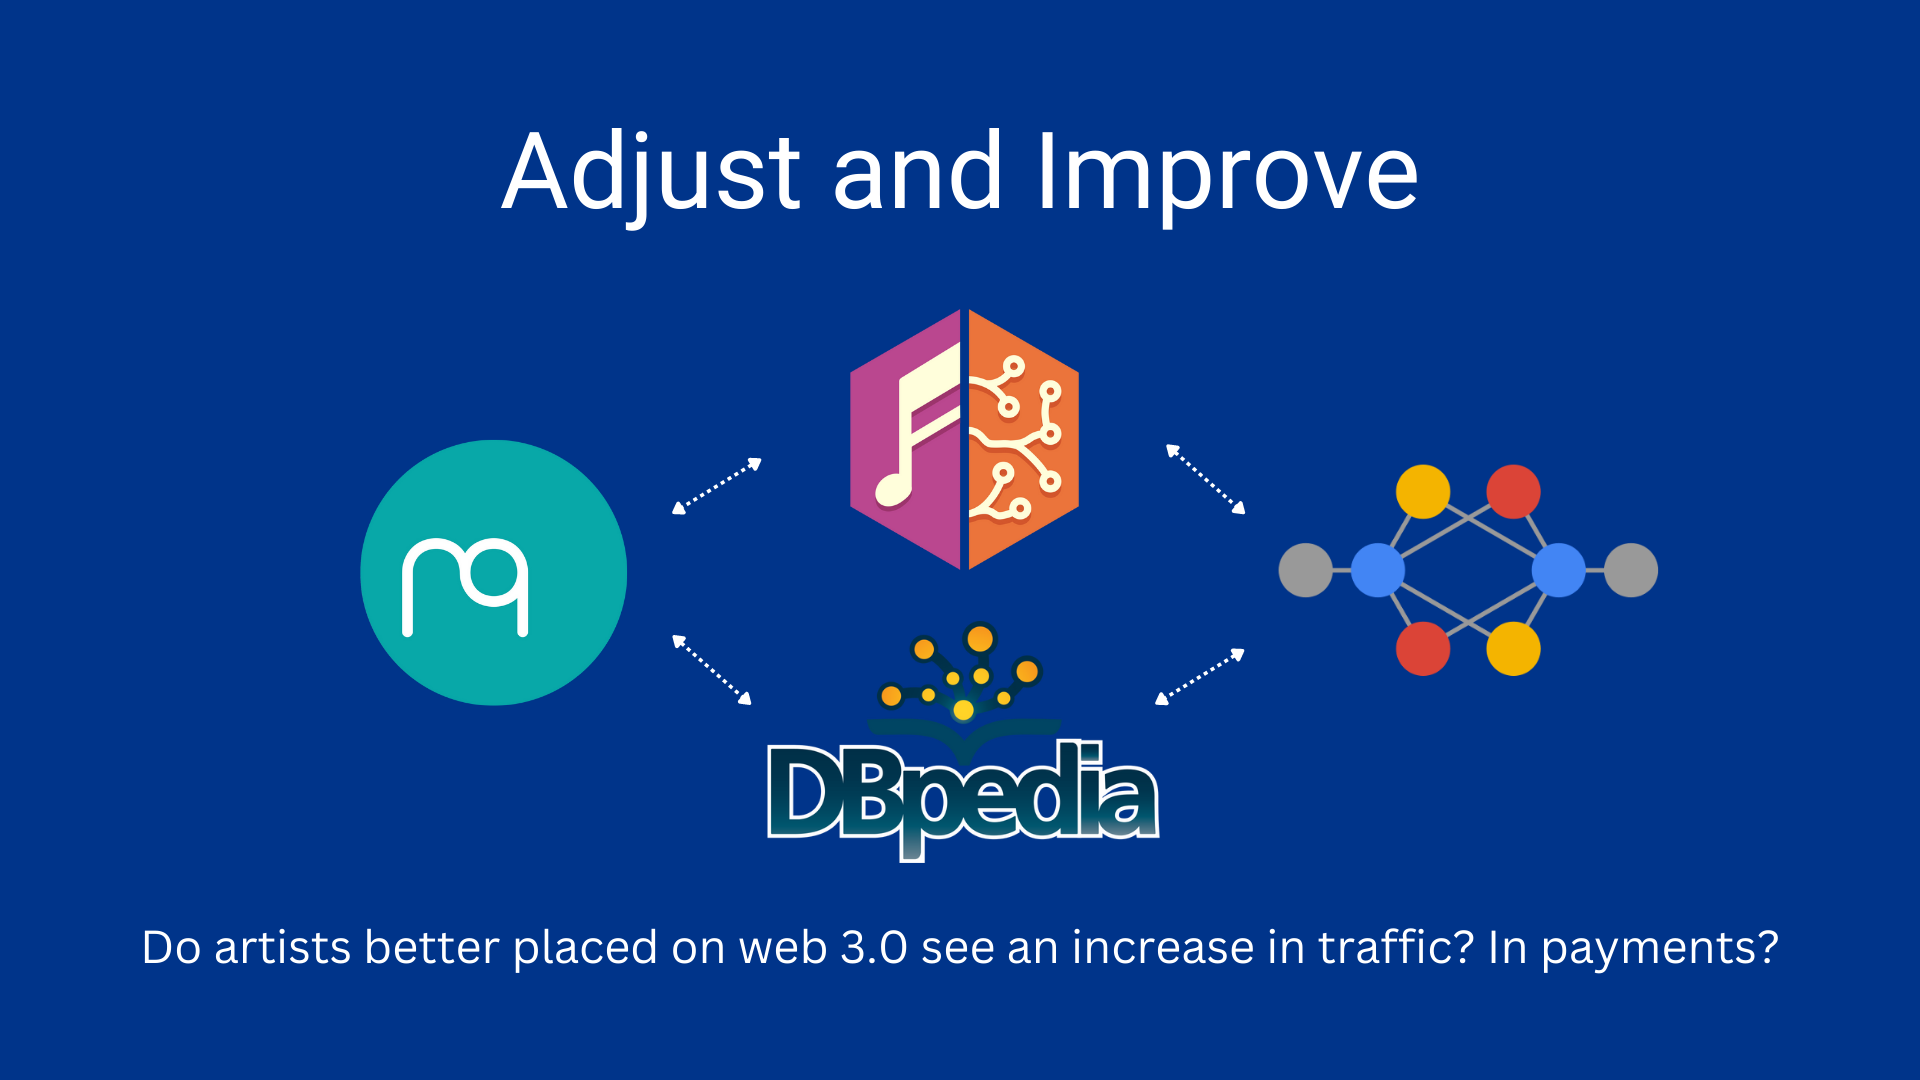 Adjust and Improve
mq
DBpedia
Do artists better placed on web 3.0 see an increase in traffic? In payments?